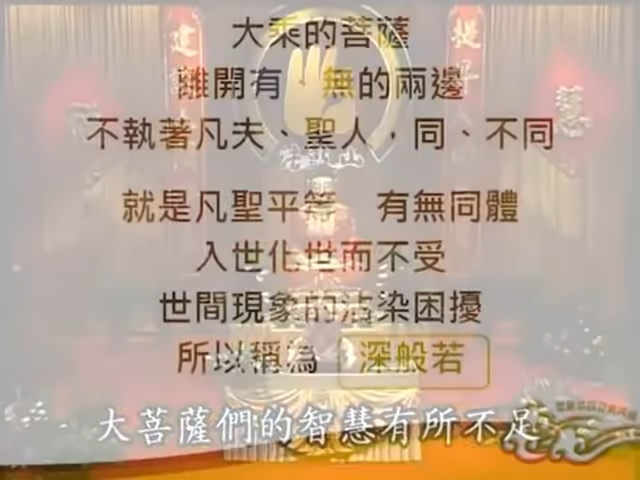 大乘的菩薩
離開有、無的兩邊
不執著凡夫、聖人，同、不同
就是凡聖平等　有無同體
入世化世而不受
世間現象的沾染困擾
所以稱為　深般若
大菩薩們的智慧有所不足